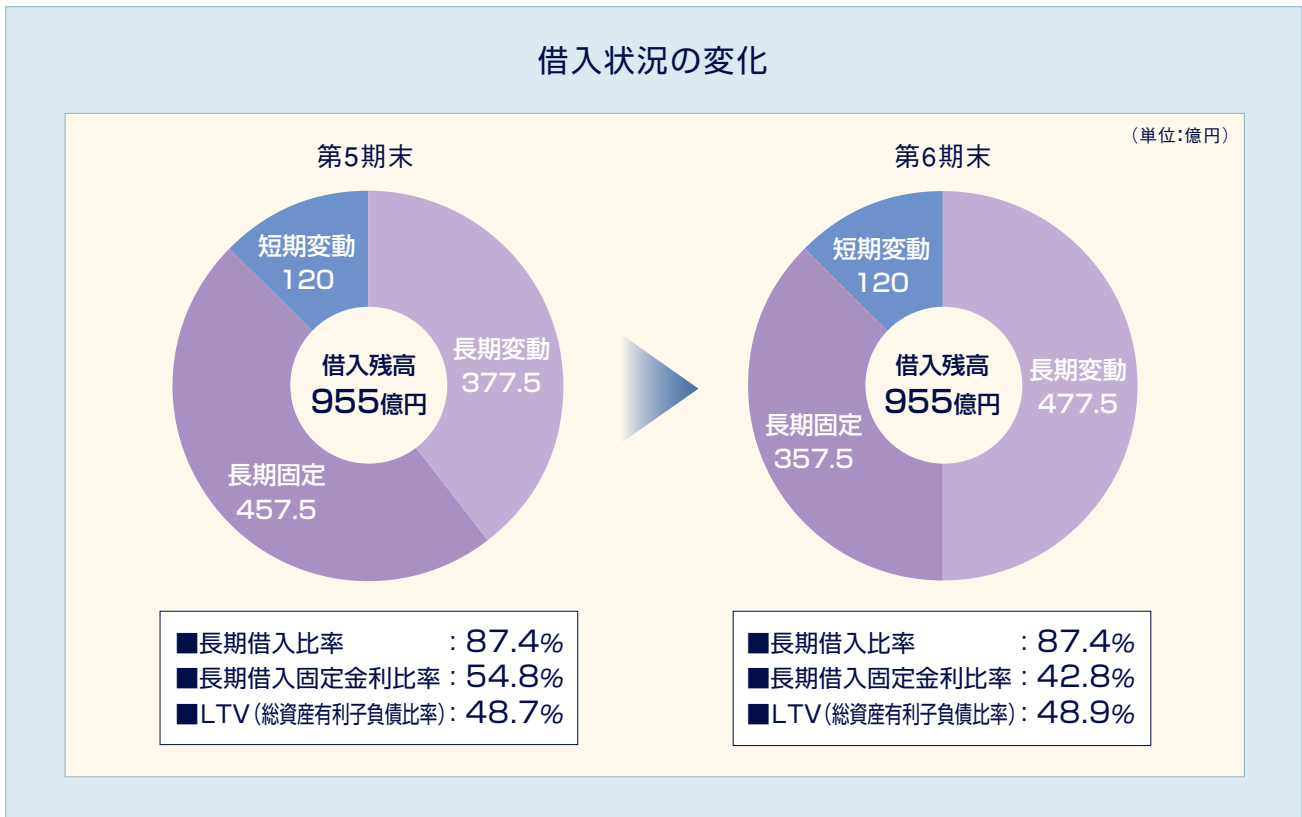 借入状況の変化
（単位：億円）
第5期末
短期変動
120
長期変動
377.5
借入残高
955億円
長期固定
457.5
■長期借入比率 ： 87.4%
■長期借入固定金利比率 ： 54.8%
■LTV（総資産有利子負債比率）： 48.7%
第6期末
短期変動
120
長期変動
477.5
借入残高
955億円
長期固定
357.5
■長期借入比率 ： 87.4%
■長期借入固定金利比率 ： 42.8%
■LTV（総資産有利子負債比率）： 48.9%